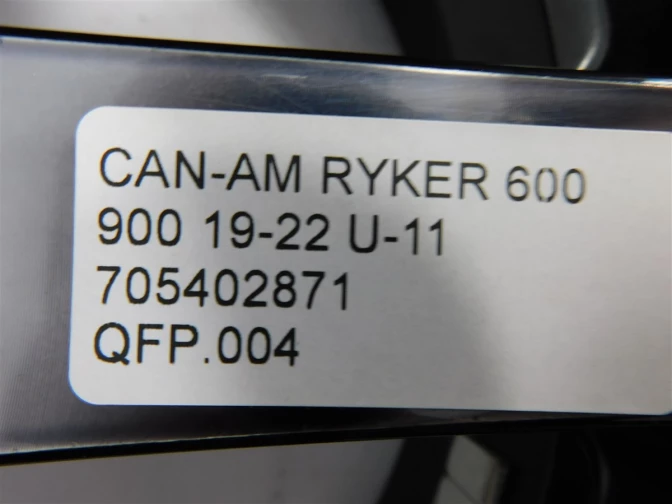 CAN-AM RYKER 600
900 19-22 U-11
705402871
QFP.004